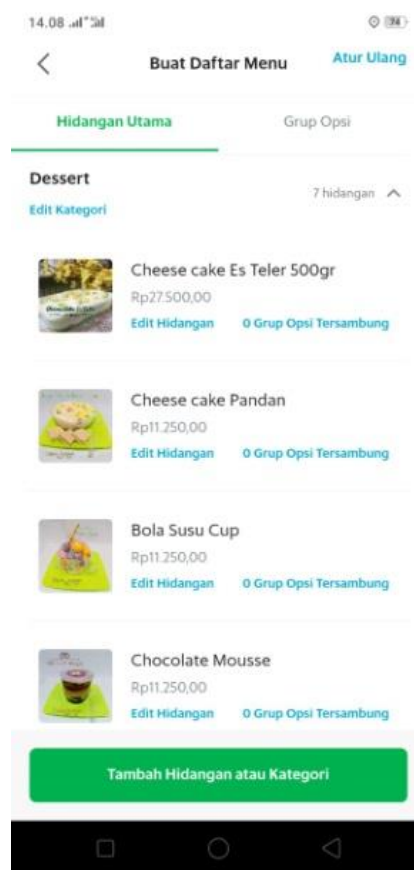 14.08
74
Buat Daftar Menu
Atur Ulang
Hidangan Utama
Grup Opsi
Dessert
7 hidangan
Edit Kategori
Cheese cake Es Teler 500gr
Rp27.500,00
Edit Hidangan 0 Grup Opsi Tersambung
Cheese cake Pandan
Rp11.250,00
Edit Hidangan 0 Grup Opsi Tersambung
Bola Susu Cup
Rp11.250,00
Edit Hidangan 0 Grup Opsi Tersambung
Chocolate Mousse
Rp11.250,00
Edit Hidangan 0 Grup Opsi Tersambung
Tambah Hidangan atau Kategori